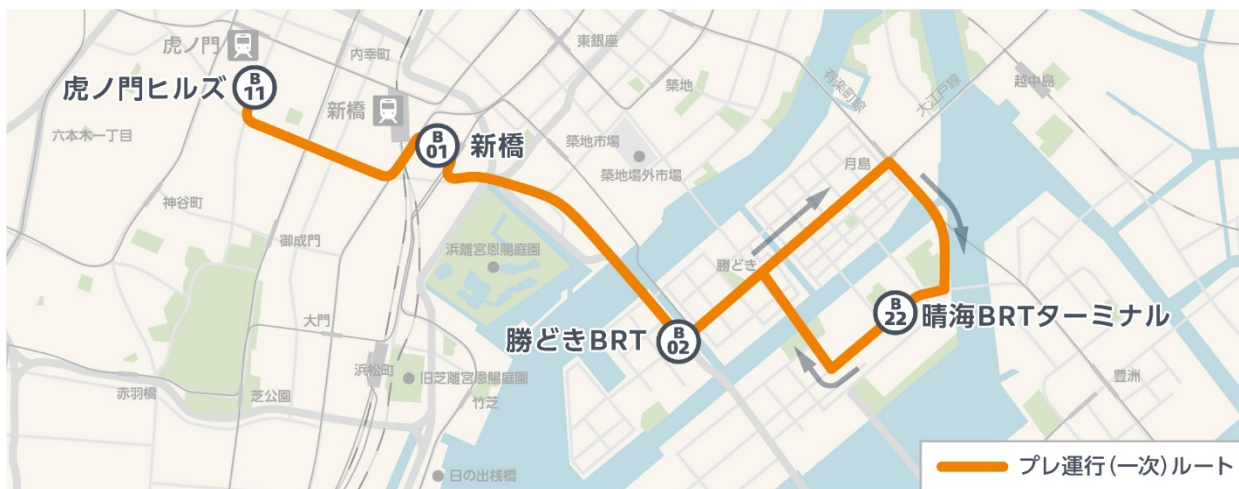 虎ノ門
内幸町
東銀座
虎ノ門ヒルズ
B
11
新橋
築地
有楽町線
大江戸線
越中島
六本木一丁目
B
01
新橋
築地市場
築地場外市場
月島
神谷町
御成門
浜離宮恩賜庭園
勝どき
大門
勝どきBRT
B
02
B
22
晴海BRTターミナル
浜松町
旧芝離宮恩賜庭園
赤羽橋
芝公園
竹芝
豊洲
日の出桟橋
プレ運行(一次)ルート